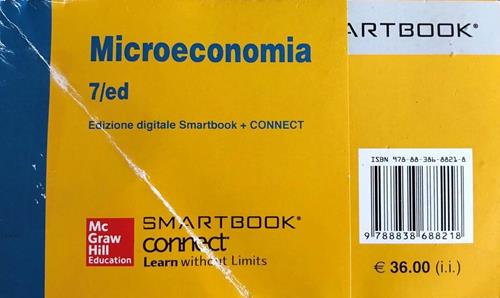 Microeconomia
7/ed
Edizione digitale Smartbook + CONNECT
Mc
Graw
Hill
Education
SMARTBOOK®
connect®
Learn without Limits
ARTBOOK®
ISBN 978-88-386-8821-8
9 788838 688218
€ 36.00 (i.i.)